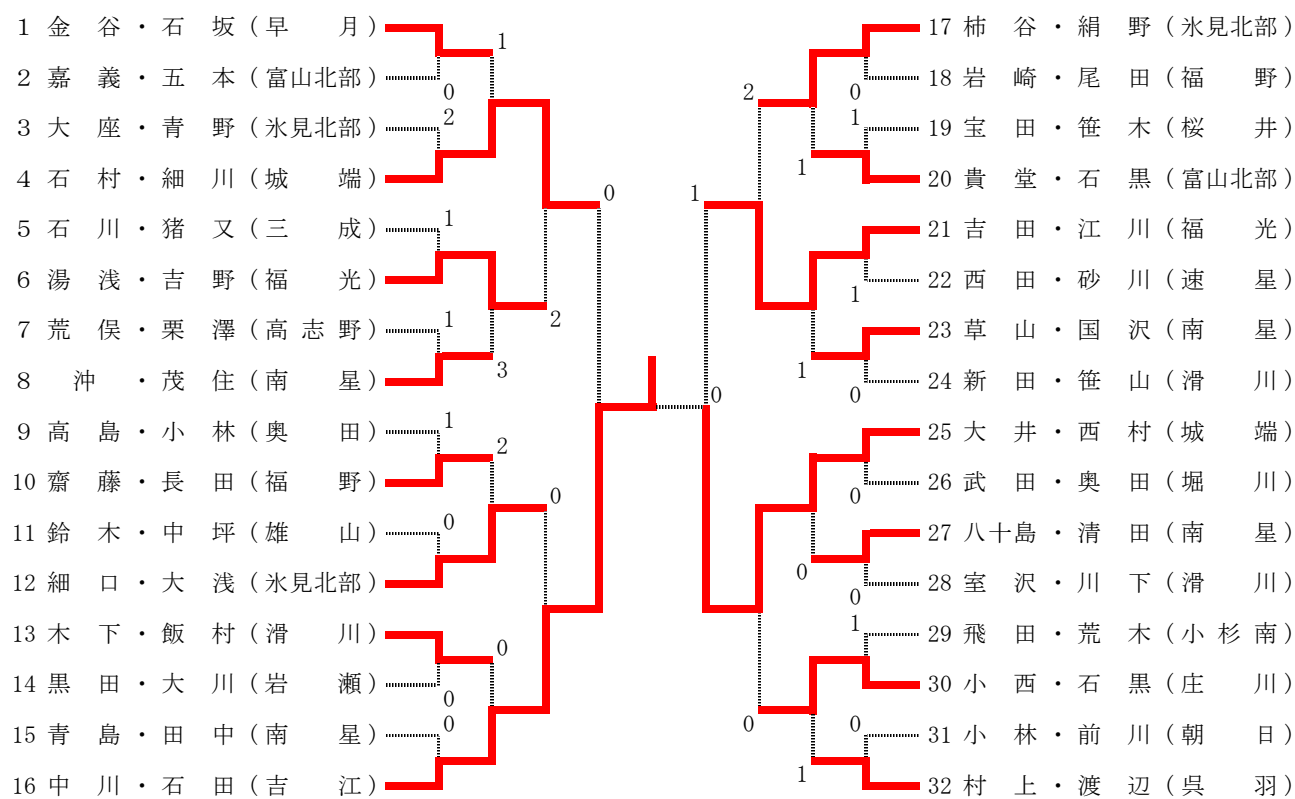 1 金谷・石坂(早月)
2 嘉義・五本(富山北部)
3 大座・青野(氷見北部)
4 石村・細川(城端)
5 石川・猪又(三成)
6 湯浅・吉野(福光)
7 荒俣・栗澤(高志野)
8 沖・茂住(南星)
9 高島・小林(奥田)
10 齋藤・長田(福野)
11 鈴木・中坪(雄山)
12 細口・大浅(氷見北部)
13 木下・飯村(滑川)
14 黒田・大川(岩瀬)
15 青島・田中(南星)
16 中川・石田(吉江)
1
0
2
1
1
3
2
0
1
2
0
0
0
0
0
0
2
0
1
1
1
1
1
0
0
0
0
0
1
0
1
0
17 柿谷・絹野(氷見北部)
18 岩崎・尾田(福野)
19 宝田・笹木(桜井)
20 貴堂・石黒(富山北部)
21 吉田・江川(福光)
22 西田・砂川(速星)
23 草山・国沢(南星)
24 新田・笹山(滑川)
25 大井・西村(城端)
26 武田・奥田(堀川)
27 八十島・清田(南星)
28 室沢・川下(滑川)
29 飛田・荒木(小杉南)
30 小西・石黒(庄川)
31 小林・前川(朝日)
32 村上・渡辺(呉羽)